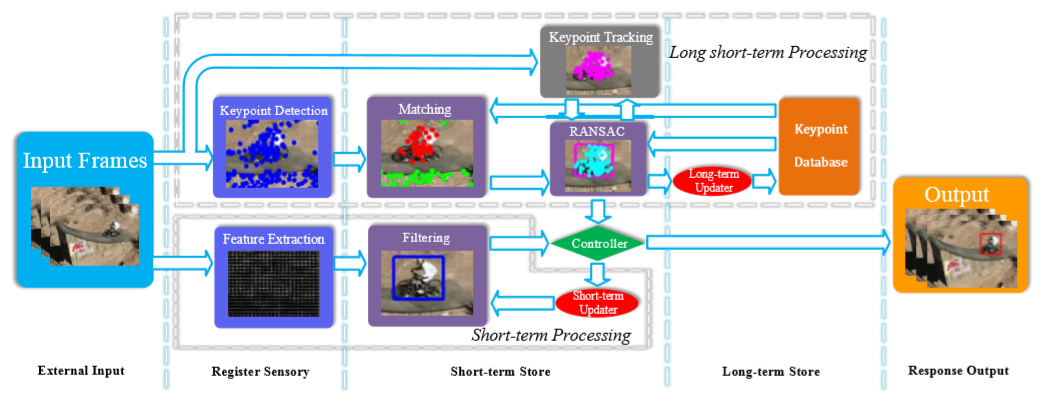 Keypoint Tracking
Long short-term Processing
Keypoint Detection
Matching
RANSAC
Keypoint
Database
Input Frames
Long-term
Updater
Output
Feature Extraction
Filtering
Controller
Short-term
Updater
Short-term Processing
External Input
Register Sensory
Short-term Store
Long-term Store
Response Output